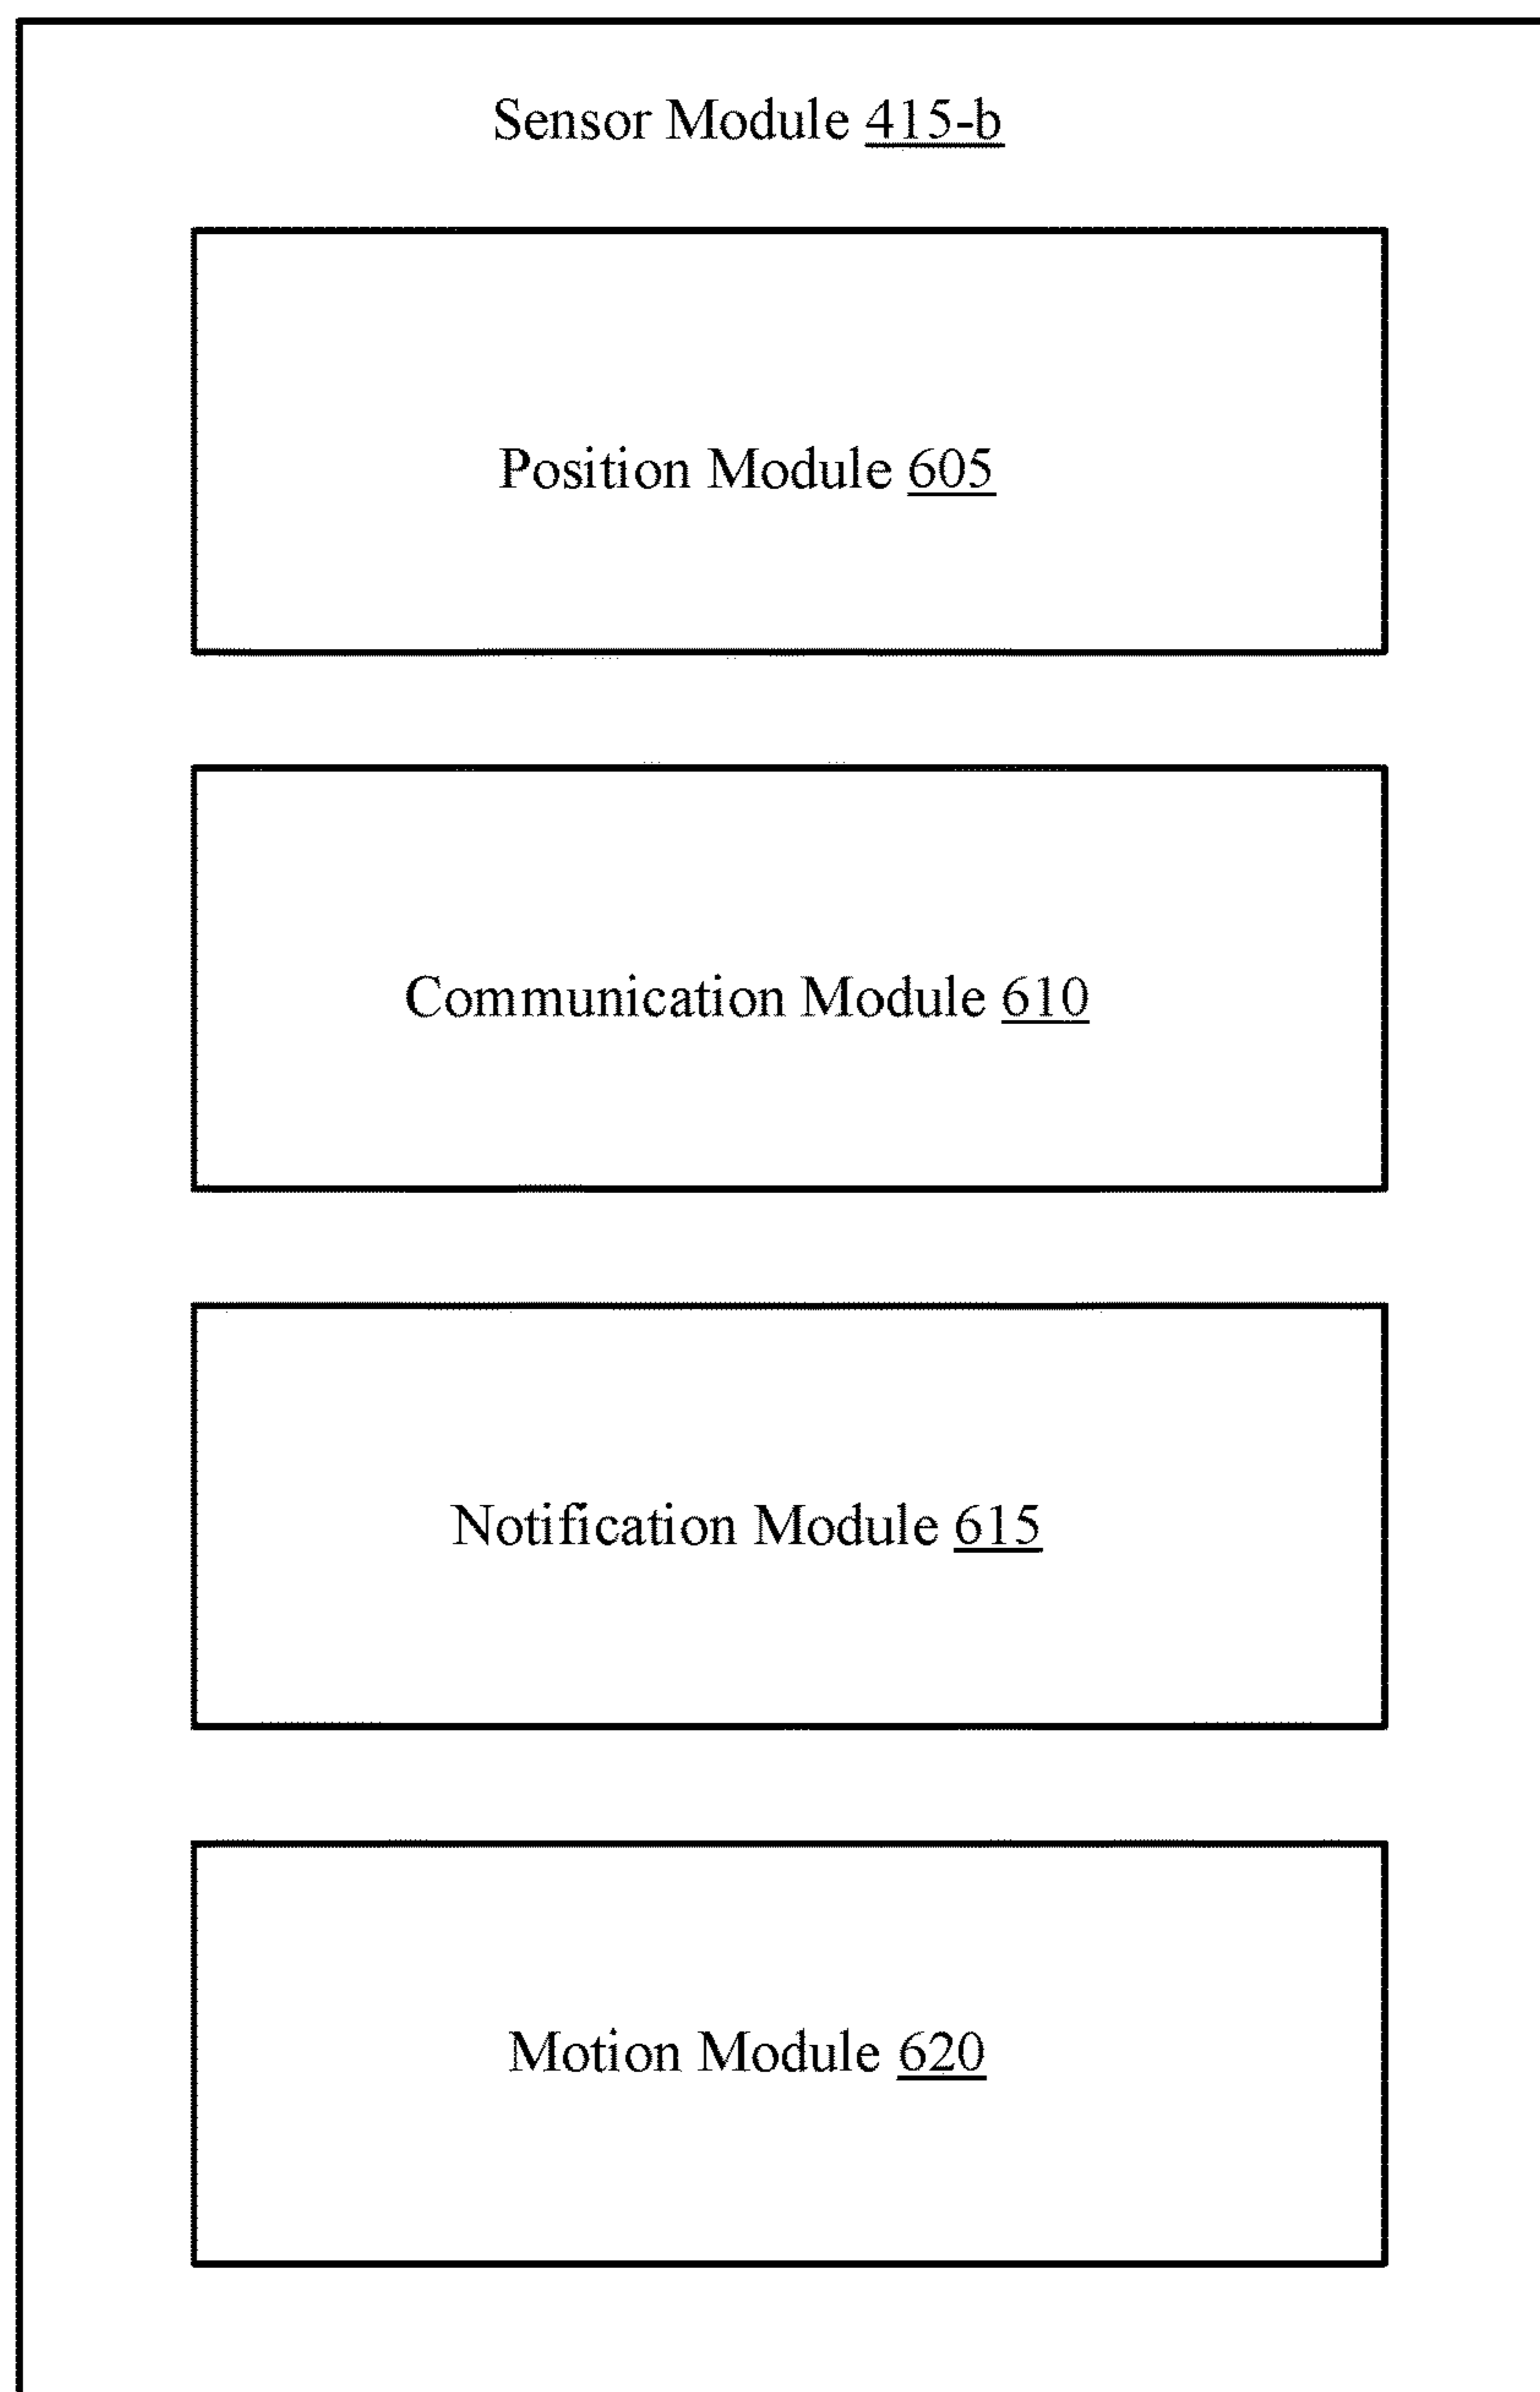 Sensor Module 415-b
Position Module 605
Communication Module 610
Notification Module 615
Motion Module 620